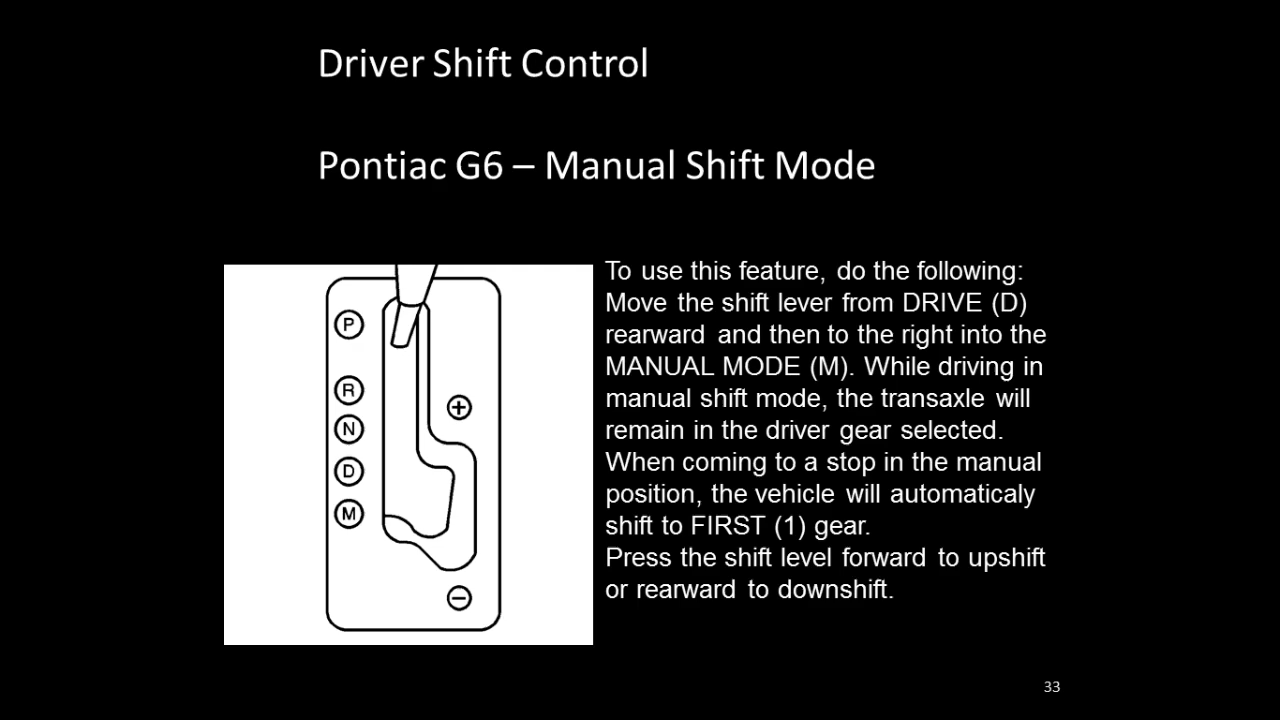 Driver Shift Control
Pontiac G6 – Manual Shift Mode
P
R
N
D
M
+
−
To use this feature, do the following:
Move the shift lever from DRIVE (D)
rearward and then to the right into the
MANUAL MODE (M). While driving in
manual shift mode, the transaxle will
remain in the driver gear selected.
When coming to a stop in the manual
position, the vehicle will automaticaly
shift to FIRST (1) gear.
Press the shift level forward to upshift
or rearward to downshift.
33